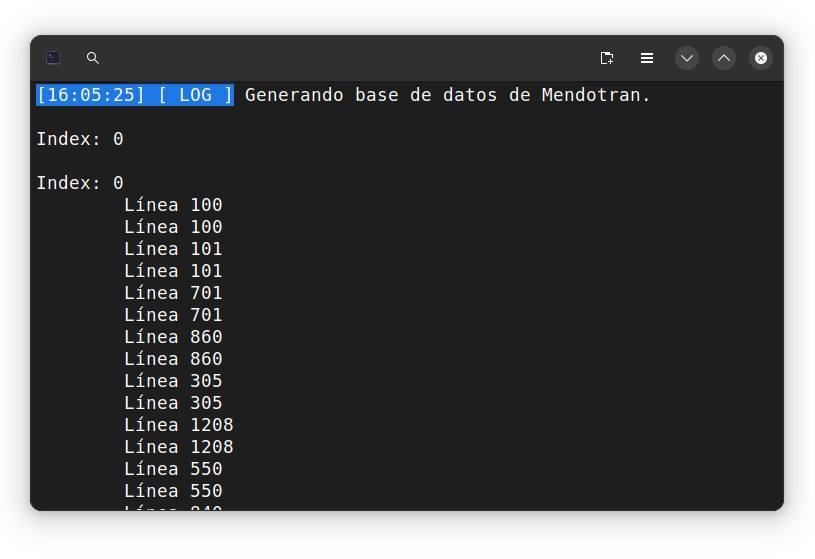 [16:05:25] [ LOG ] Generando base de datos de Mendotran.
Index: 0
Index: 0
Línea 100
Línea 100
Línea 101
Línea 101
Línea 701
Línea 701
Línea 860
Línea 860
Línea 305
Línea 305
Línea 1208
Línea 1208
Línea 550
Línea 550
Línea 840